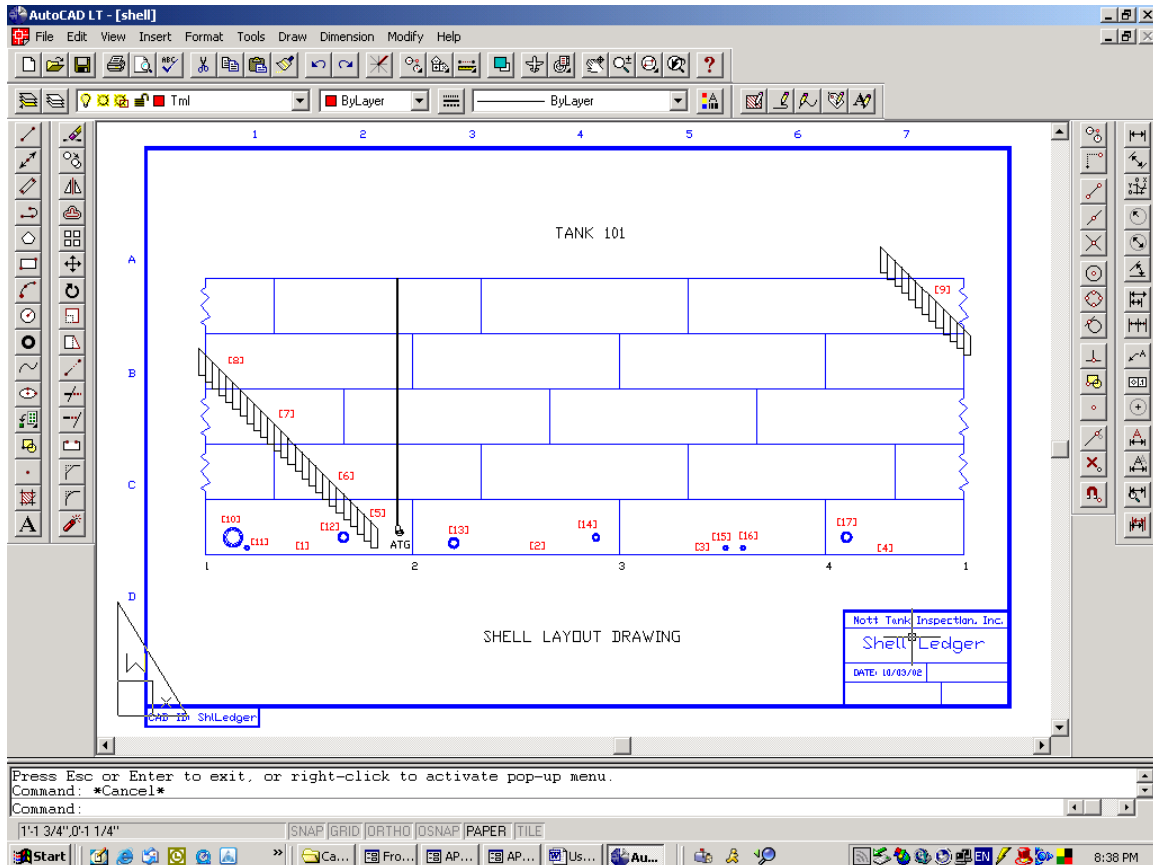 AutoCAD LT - [shell]
File Edit View Insert Format Tools Draw Dimension Modify Help
ABC
Tml ByLayer ByLayer
1 2 3 4 5 6 7
TANK 101
A
[9]
[8]
B
[7]
[6]
C
[5]
[10] [12] [13] [14] [15] [16] [17]
[11] [1] ATG [2] [3] [4]
1 2 3 4 1
D
SHELL LAYOUT DRAWING
Nott Tank Inspection, Inc.
Shell Ledger
DATE: 10/03/02
CAD ID: ShlLedger
W
X
A
Press Esc or Enter to exit, or right-click to activate pop-up menu.
Command: *Cancel*
Command:
1'-1 3/4",0'-1 1/4" SNAP GRID ORTHO OSNAP PAPER TILE
Start » Ca... Fro... AP... AP... Us... Au... EN 8:38 PM